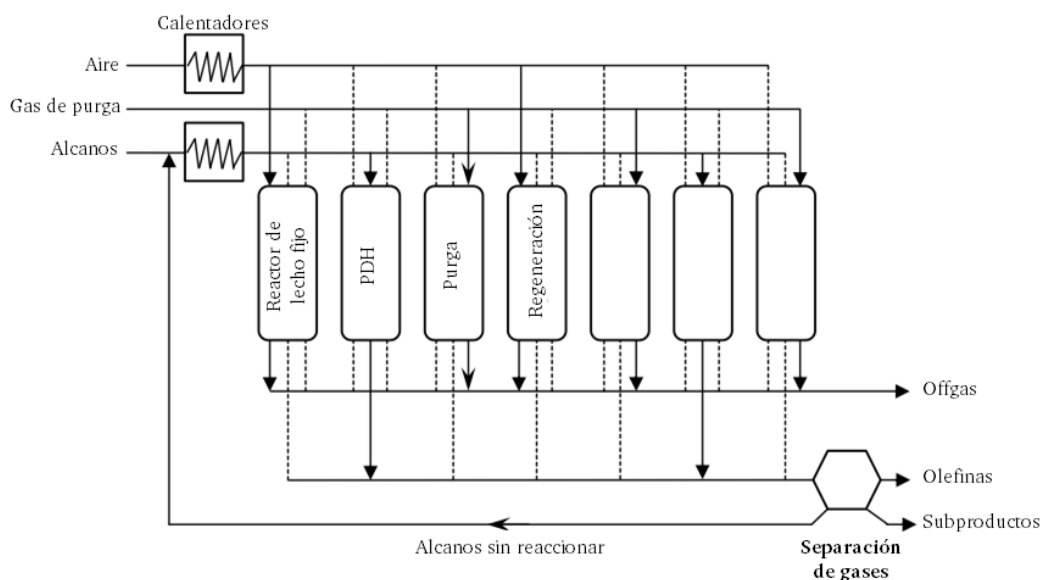 Calentadores
Aire
Gas de purga
Alcanos
Reactor de
lecho fijo
PDH
Purga
Regeneración
Offgas
Olefinas
Subproductos
Alcanos sin reaccionar
Separación
de gases